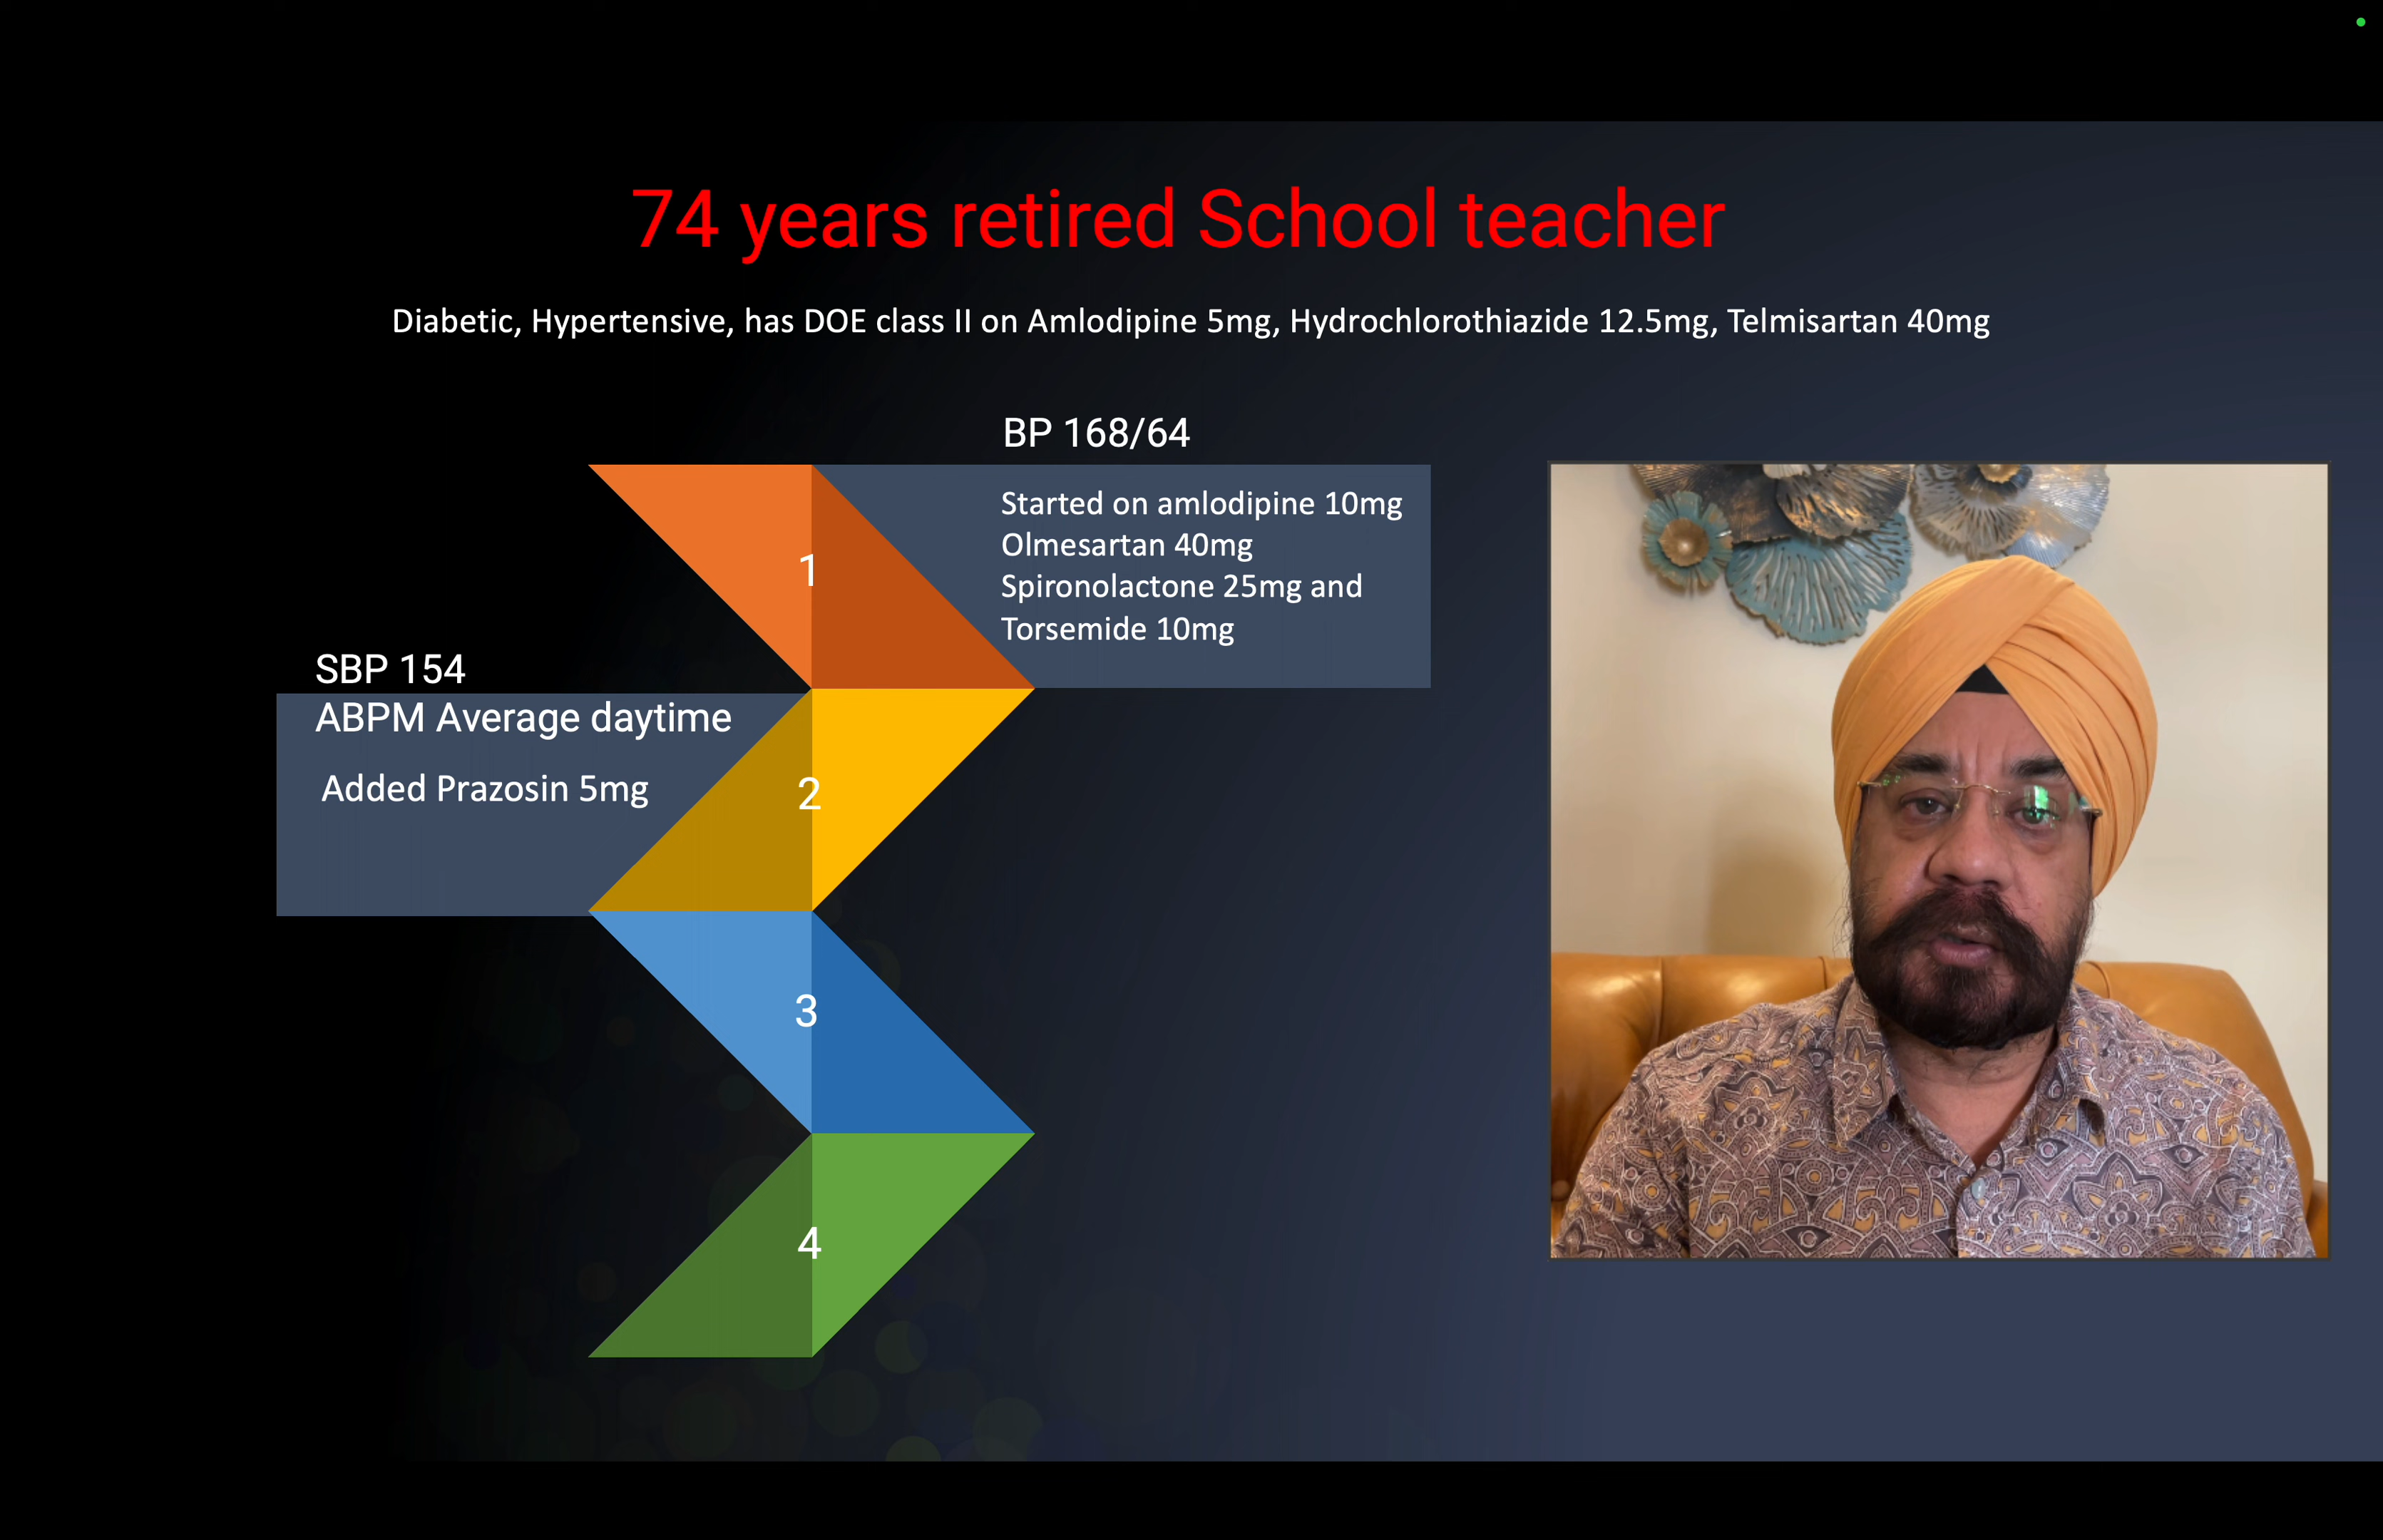 74 years retired School teacher
Diabetic, Hypertensive, has DOE class II on Amlodipine 5mg, Hydrochlorothiazide 12.5mg, Telmisartan 40mg
BP 168/64
Started on amlodipine 10mg
Olmesartan 40mg
Spironolactone 25mg and
Torsemide 10mg
1
SBP 154
ABPM Average daytime
Added Prazosin 5mg
2
3
4